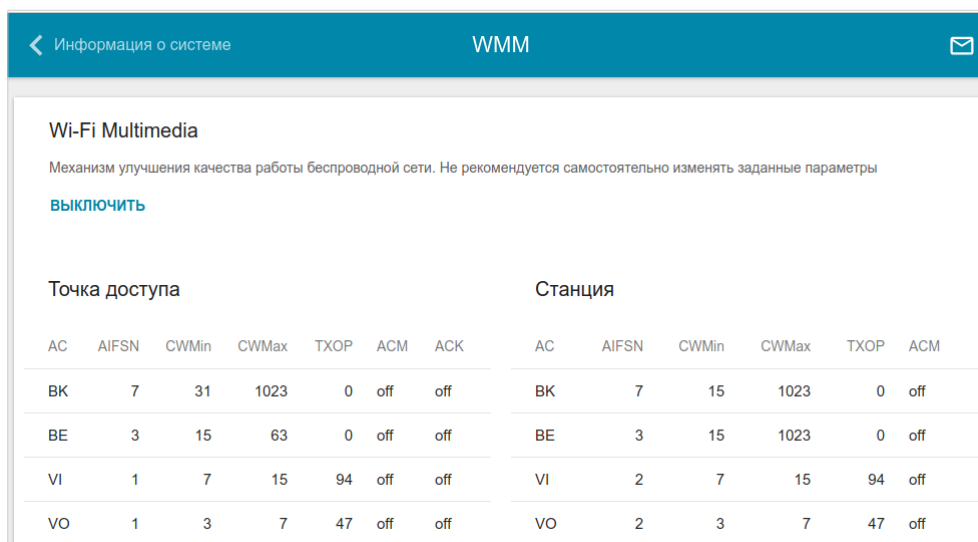 Информация о системе WMM
Wi-Fi Multimedia
Механизм улучшения качества работы беспроводной сети. Не рекомендуется самостоятельно изменять заданные параметры
ВЫКЛЮЧИТЬ
Точка доступа Станция
AC AIFSN CWMin CWMax TXOP ACM ACK AC AIFSN CWMin CWMax TXOP ACM
BK 7 31 1023 0 off off BK 7 15 1023 0 off
BE 3 15 63 0 off off BE 3 15 1023 0 off
VI 1 7 15 94 off off VI 2 7 15 94 off
VO 1 3 7 47 off off VO 2 3 7 47 off